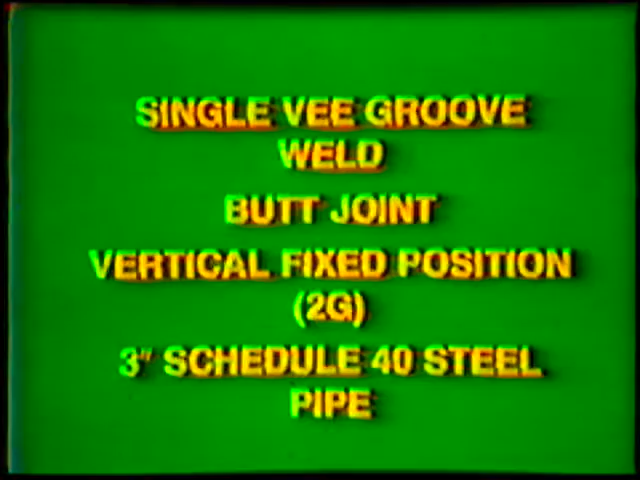 SINGLE VEE GROOVE
WELD
BUTT JOINT
VERTICAL FIXED POSITION
(2G)
3" SCHEDULE 40 STEEL
PIPE